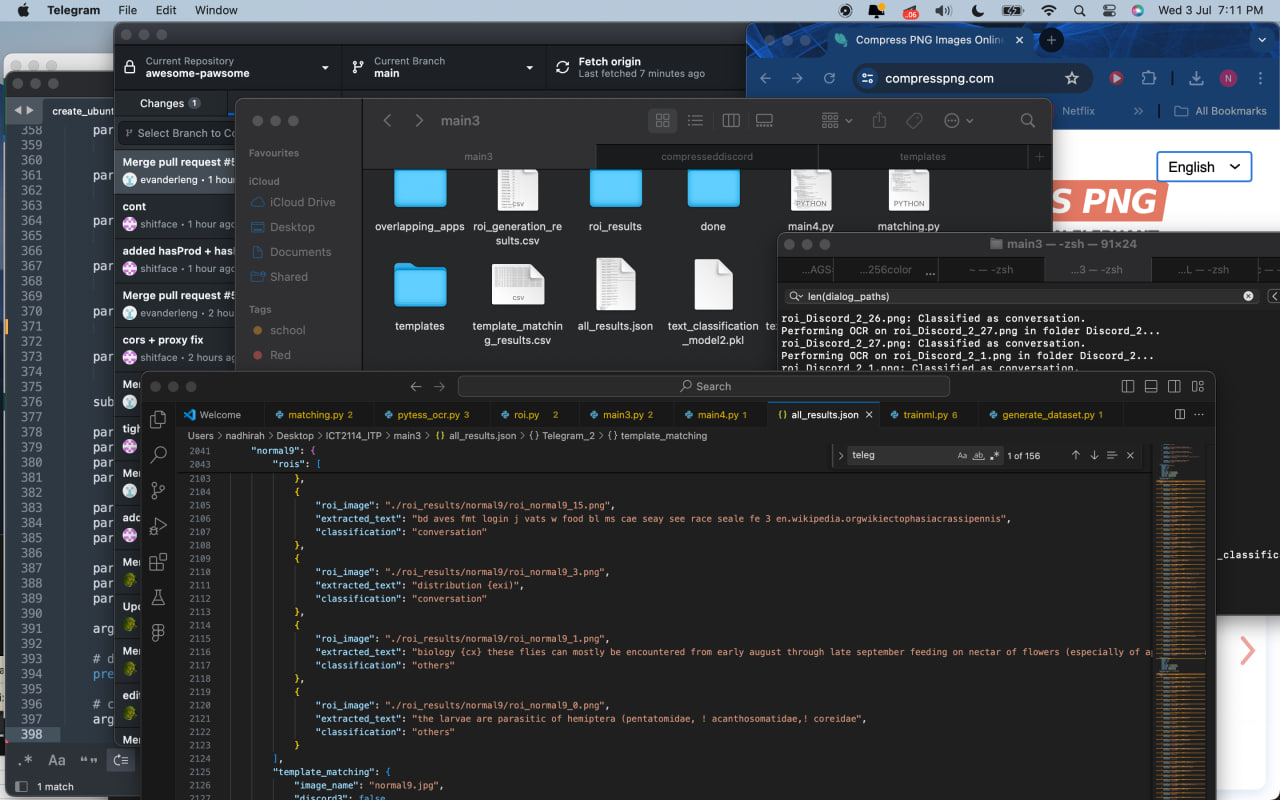 Telegram File Edit Window
.06
Wed 3 Jul 7:11 PM
Current Repository
awesome-pawsome
Current Branch
main
Fetch origin
Last fetched 7 minutes ago
Compress PNG Images Onlin
compresspng.com
N
Netflix
All Bookmarks
English
S PNG
create_ubunt
Changes 1
Select Branch to Co
Merge pull request #5
evanderleng • 1 hour
cont
shitface • 1 hour ago
added hasProd + hasl
shitface • 1 hour ago
Merge pull request #5
evanderleng • 2 hour
cors + proxy fix
shitface • 2 hours ago
Mer
tigh
Mer
adc
Mer
Upc
Mer
edit
Mer
358 par
359
360
361 par
362
363
364 par
365
366
367 par
368
369
370 par
371
372
373 par
374
375
376 sub
377
378 par
379 par
380 par
381 par
382
383 par
384 par
385 par
386
387 par
388 par
389 par
390
391 arg
392
393 # d
394 pre
395
396 # c
397 arg
398
.* Aa “”
1 match
main3
main3
compresseddiscord
templates
Favourites
iCloud
iCloud Drive
Desktop
Documents
Shared
Tags
school
Red
CSV
PYTHON
PYTHON
overlapping_apps
roi_generation_re
sults.csv
roi_results
done
main4.py
matching.py
CSV
templates
template_matchin
g_results.csv
all_results.json
text_classification
_model2.pkl
main3 — -zsh — 91×24
...AGS
...256color ...
~ — -zsh
...3 — -zsh
...L — -zsh
len(dialog_paths)
roi_Discord_2_26.png: Classified as conversation.
Performing OCR on roi_Discord_2_27.png in folder Discord_2...
roi_Discord_2_27.png: Classified as conversation.
Performing OCR on roi_Discord_2_1.png in folder Discord_2...
roi_Discord_2_1.png: Classified as conversation.
_classific
Search
Welcome
matching.py 2
pytess_ocr.py 3
roi.py 2
main3.py 2
main4.py 1
{} all_results.json
trainml.py 6
generate_dataset.py 1
Users › nadhirah › Desktop › ICT2114_ITP › main3 › {} all_results.json › {} Telegram_2 › {} template_matching
teleg
Aa ab .* 1 of 156
2041 "normal9": {
2043 "rois": [
2103 },
2104 {
2105 "roi_image": "./roi_results/normal9/roi_normal9_15.png",
2106 "extracted_text": "bd aves fmt login j vats w food bl ms cae seay see race seale fe 3 en.wikipedia.orgwikiectophasiacrassipennis",
2107 "classification": "conversation"
2108 },
2109 {
2110 "roi_image": "./roi_results/normal9/roi_normal9_3.png",
2111 "extracted_text": "distribution {exi)",
2112 "classification": "conversation"
2113 },
2114 {
2115 "roi_image": "./roi_results/normal9/roi_normal9_1.png",
2116 "extracted_text": "biology {cx} these flies can mostly be encountered from early august through late september feeding on nectar of flowers (especially of ap
2117 "classification": "others"
2118 },
2119 {
2120 "roi_image": "./roi_results/normal9/roi_normal9_0.png",
2121 "extracted_text": "the larvae are parasitic of hemiptera (pentatomidae, ! acanthosomatidae,! coreidae",
2122 "classification": "others"
2123 }
2124 ],
2125 "template_matching": {
2126 "image_name": "normal9.jpg",
2127 "discord3": false,